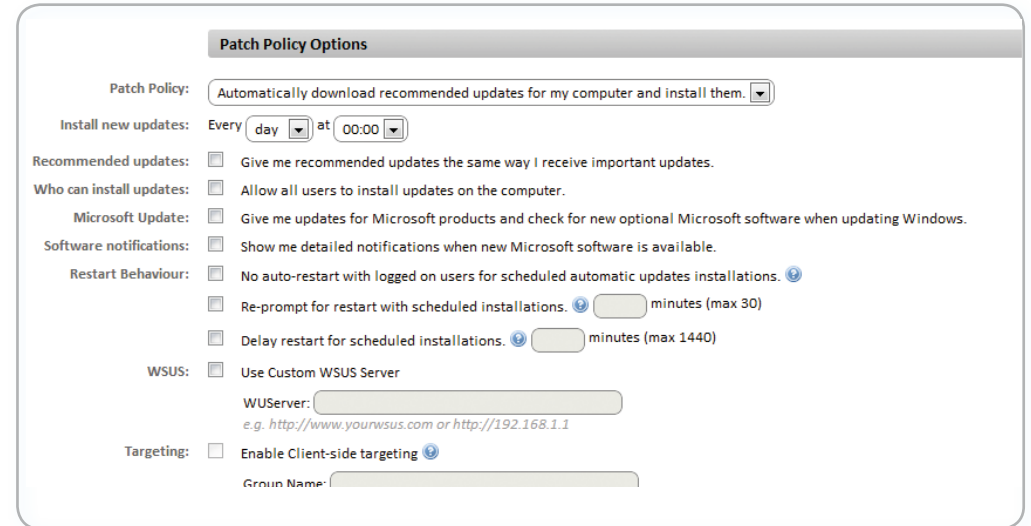 Patch Policy Options
Patch Policy: Automatically download recommended updates for my computer and install them.
Install new updates: Every day at 00:00
Recommended updates: Give me recommended updates the same way I receive important updates.
Who can install updates: Allow all users to install updates on the computer.
Microsoft Update: Give me updates for Microsoft products and check for new optional Microsoft software when updating Windows.
Software notifications: Show me detailed notifications when new Microsoft software is available.
Restart Behaviour: No auto-restart with logged on users for scheduled automatic updates installations. ?
Re-prompt for restart with scheduled installations. ? minutes (max 30)
Delay restart for scheduled installations. ? minutes (max 1440)
WSUS: Use Custom WSUS Server
WUServer:
e.g. http://www.yourwsus.com or http://192.168.1.1
Targeting: Enable Client-side targeting ?
Group Name: